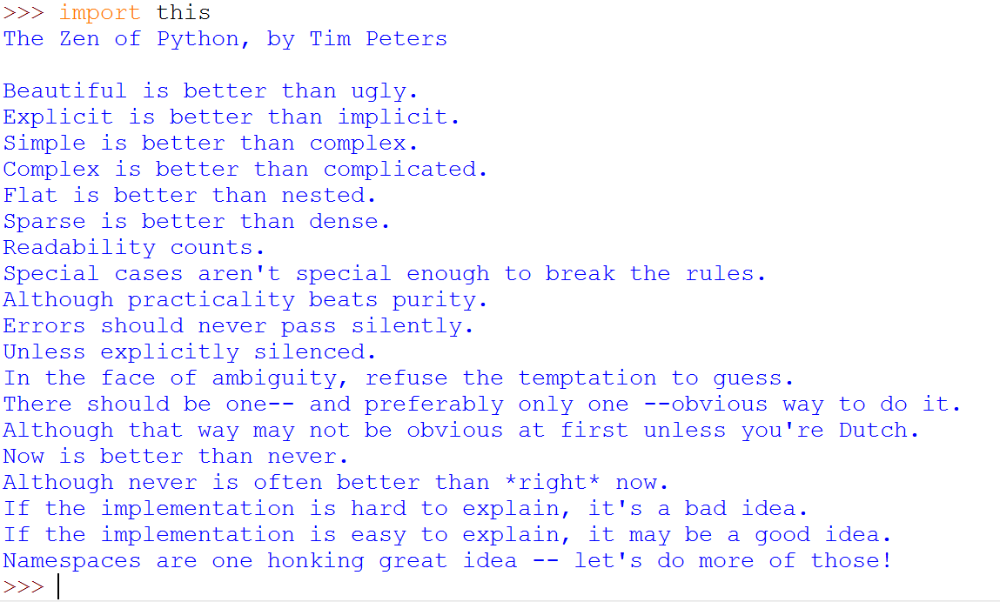 >>> import this
The Zen of Python, by Tim Peters

Beautiful is better than ugly.
Explicit is better than implicit.
Simple is better than complex.
Complex is better than complicated.
Flat is better than nested.
Sparse is better than dense.
Readability counts.
Special cases aren't special enough to break the rules.
Although practicality beats purity.
Errors should never pass silently.
Unless explicitly silenced.
In the face of ambiguity, refuse the temptation to guess.
There should be one-- and preferably only one --obvious way to do it.
Although that way may not be obvious at first unless you're Dutch.
Now is better than never.
Although never is often better than *right* now.
If the implementation is hard to explain, it's a bad idea.
If the implementation is easy to explain, it may be a good idea.
Namespaces are one honking great idea -- let's do more of those!
>>>